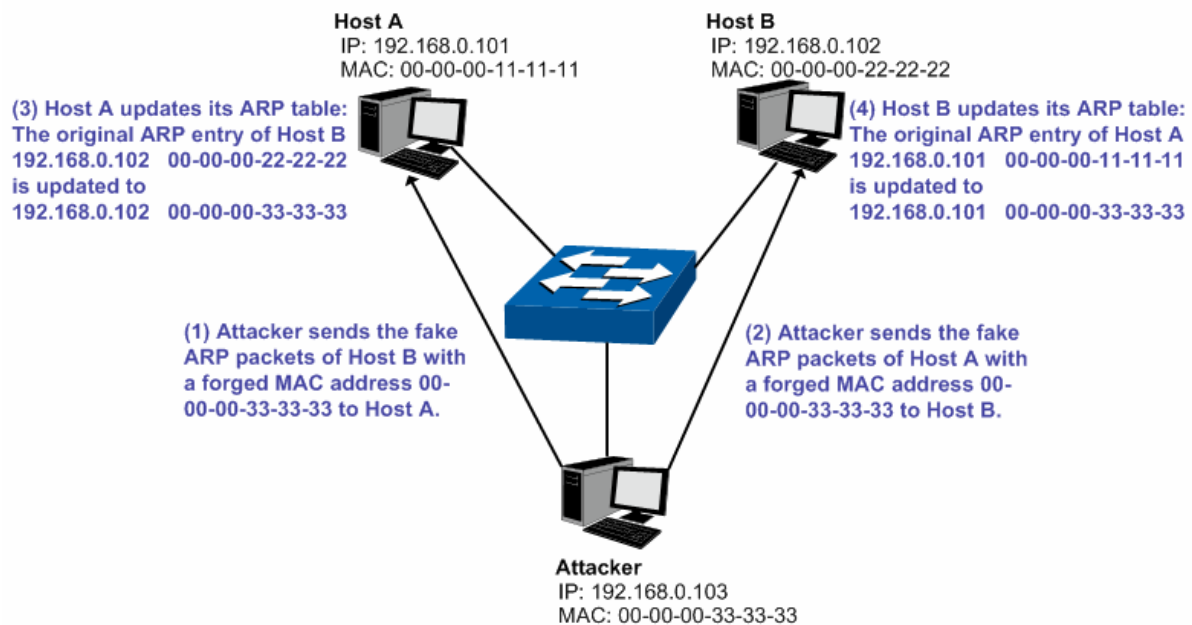 Host A
IP: 192.168.0.101
MAC: 00-00-00-11-11-11
Host B
IP: 192.168.0.102
MAC: 00-00-00-22-22-22
(3) Host A updates its ARP table:
The original ARP entry of Host B
192.168.0.102 00-00-00-22-22-22
is updated to
192.168.0.102 00-00-00-33-33-33
(4) Host B updates its ARP table:
The original ARP entry of Host A
192.168.0.101 00-00-00-11-11-11
is updated to
192.168.0.101 00-00-00-33-33-33
(1) Attacker sends the fake
ARP packets of Host B with
a forged MAC address 00-
00-00-33-33-33 to Host A.
(2) Attacker sends the fake
ARP packets of Host A with
a forged MAC address 00-
00-00-33-33-33 to Host B.
Attacker
IP: 192.168.0.103
MAC: 00-00-00-33-33-33